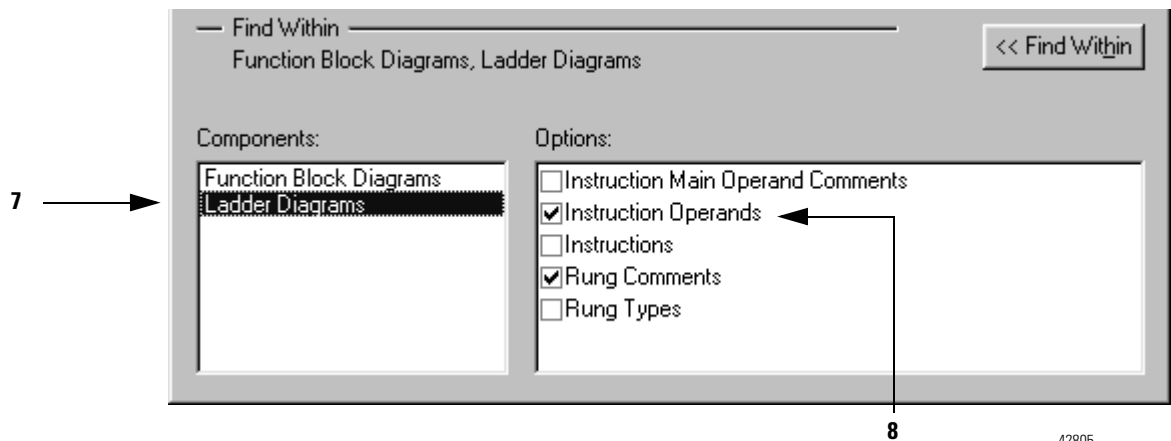 Find Within
Function Block Diagrams, Ladder Diagrams
<< Find Within
Components:
Options:
Function Block Diagrams
Ladder Diagrams
Instruction Main Operand Comments
Instruction Operands
Instructions
Rung Comments
Rung Types
7
8
42805